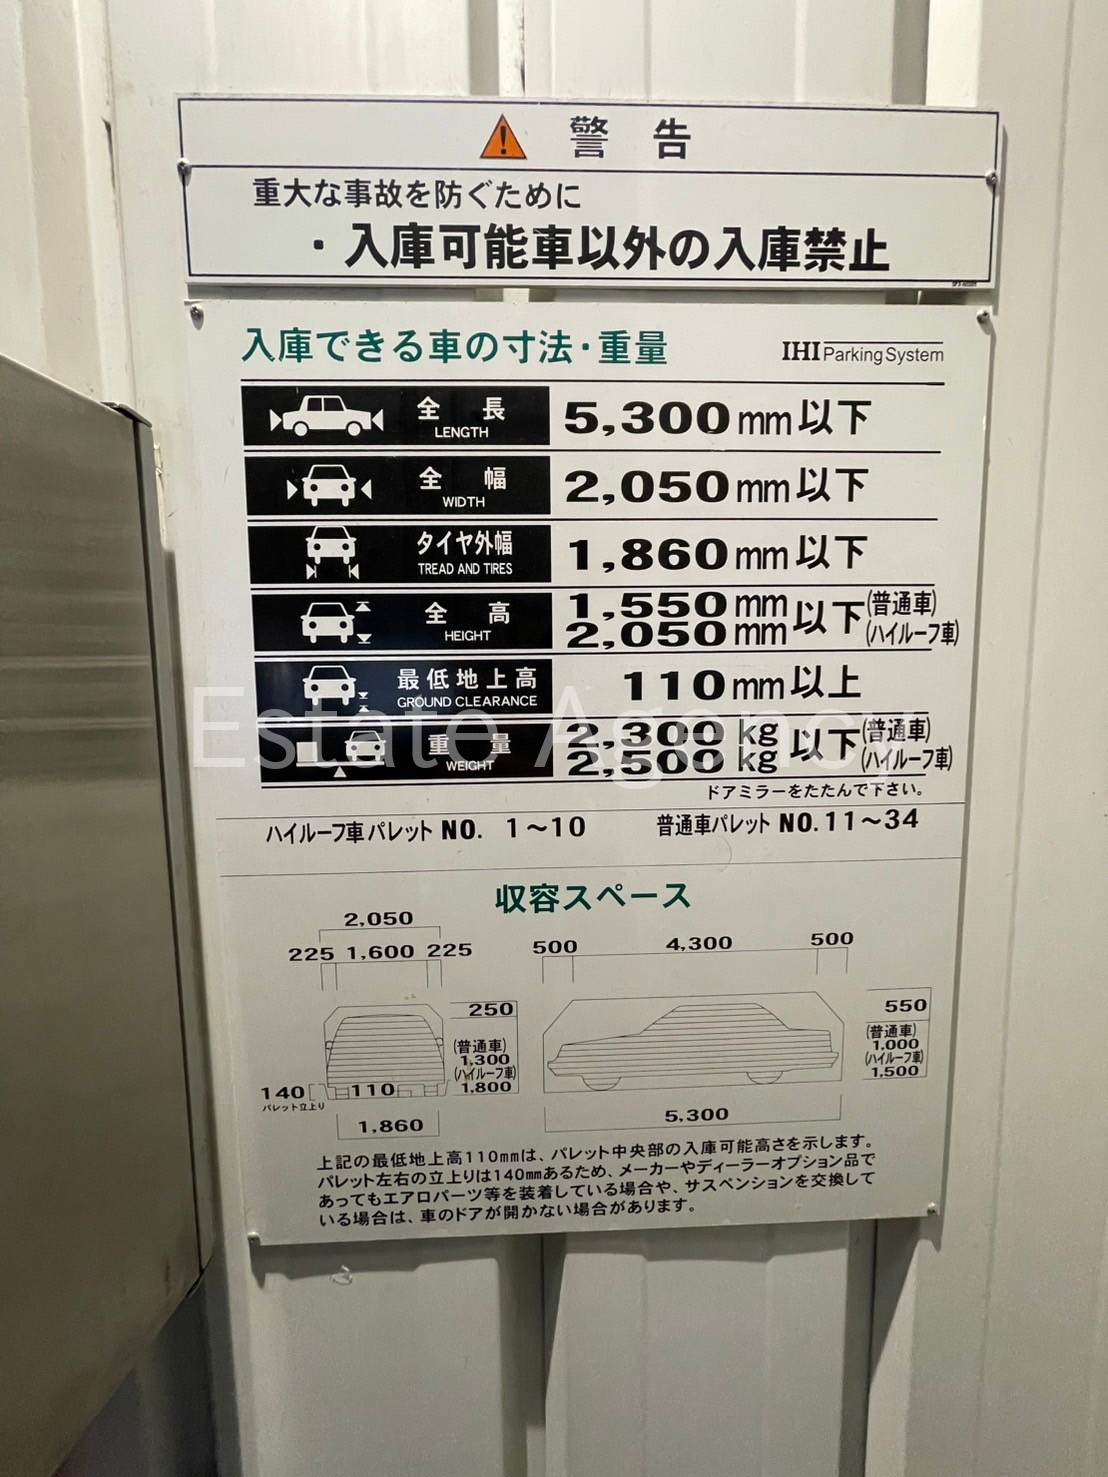 警 告
重大な事故を防ぐために
・入庫可能車以外の入庫禁止
入庫できる車の寸法・重量
IHI Parking System
全 長 5,300mm以下
LENGTH
全 幅 2,050mm以下
WIDTH
タイヤ外幅 1,860mm以下
TREAD AND TIRES
全 高 1,550mm 2,050mm以下 (普通車) (ハイルーフ車)
HEIGHT
最低地上高 110mm以上
GROUND CLEARANCE
重 量 2,300kg 2,500kg以下 (普通車) (ハイルーフ車)
WEIGHT
Estate Agency
ドアミラーをたたんで下さい。
ハイルーフ車パレット NO. 1〜10 普通車パレット NO.11〜34
収容スペース
2,050
225 1,600 225
500 4,300 500
250
(普通車)
1,300
(ハイルーフ車)
1,800
140
パレット立上り
110
1,860
550
(普通車)
1,000
(ハイルーフ車)
1,500
5,300
上記の最低地上高110mmは、パレット中央部の入庫可能高さを示します。
パレット左右の立上りは140mmあるため、メーカーやディーラーオプション品で
あってもエアロパーツ等を装着している場合や、サスペンションを交換して
いる場合は、車のドアが開かない場合があります。